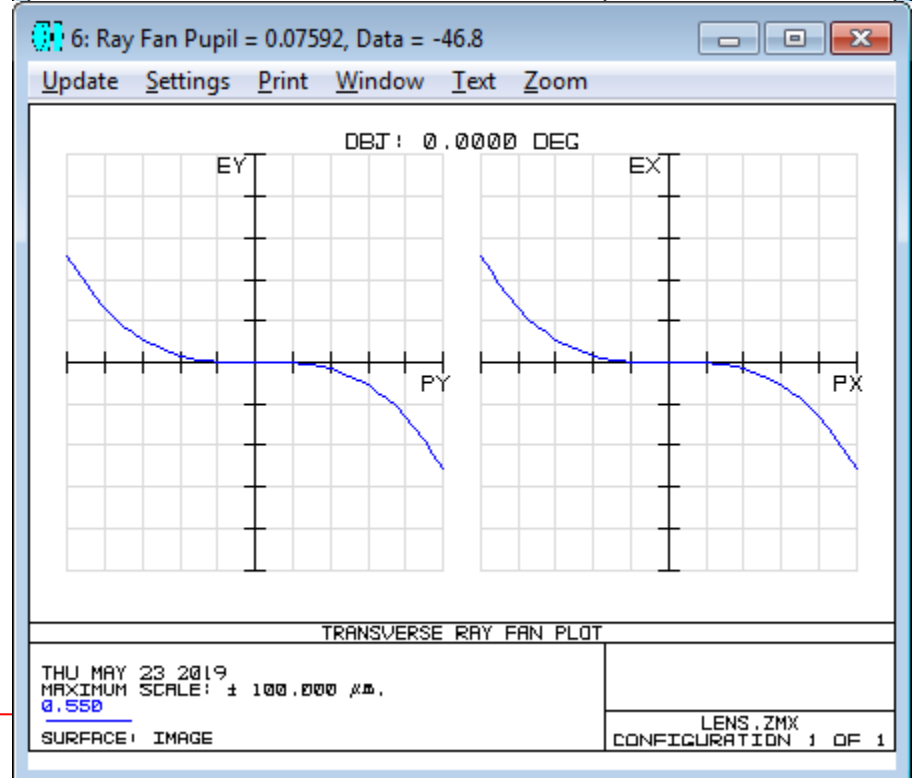 6: Ray Fan Pupil = 0.07592, Data = -46.8
Update Settings Print Window Text Zoom
OBJ: 0.0000 DEG
EY
PY
EX
PX
TRANSVERSE RAY FAN PLOT
THU MAY 23 2019
MAXIMUM SCALE: ± 100.000 µm.
0.550
SURFACE: IMAGE
LENS.ZMX
CONFIGURATION 1 OF 1